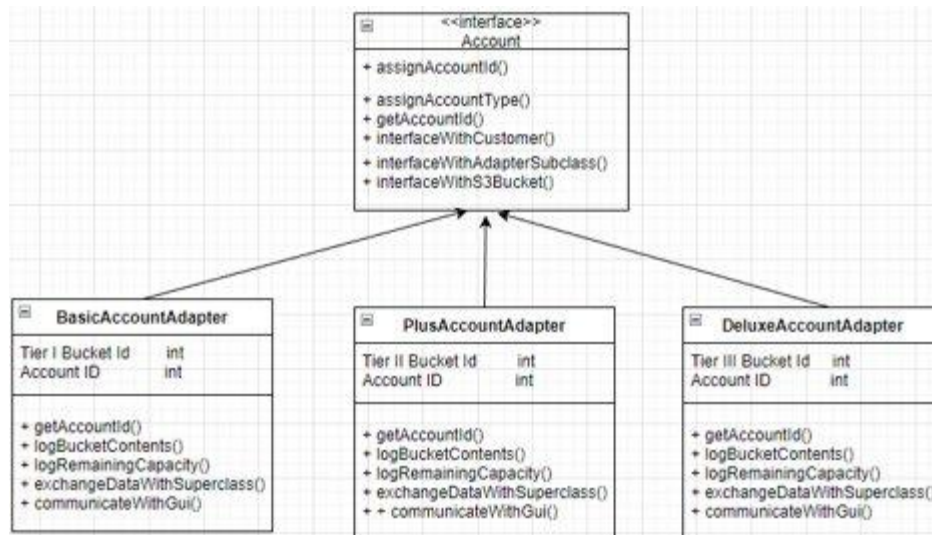 <<interface>>
Account
+ assignAccountId()
+ assignAccountType()
+ getAccountId()
+ interfaceWithCustomer()
+ interfaceWithAdapterSubclass()
+ interfaceWithS3Bucket()
BasicAccountAdapter
Tier I Bucket Id int
Account ID int
+ getAccountId()
+ logBucketContents()
+ logRemainingCapacity()
+ exchangeDataWithSuperclass()
+ communicateWithGui()
PlusAccountAdapter
Tier II Bucket Id int
Account ID int
+ getAccountId()
+ logBucketContents()
+ logRemainingCapacity()
+ exchangeDataWithSuperclass()
+ + communicateWithGui()
DeluxeAccountAdapter
Tier III Bucket Id int
Account ID int
+ getAccountId()
+ logBucketContents()
+ logRemainingCapacity()
+ exchangeDataWithSuperclass()
+ communicateWithGui()